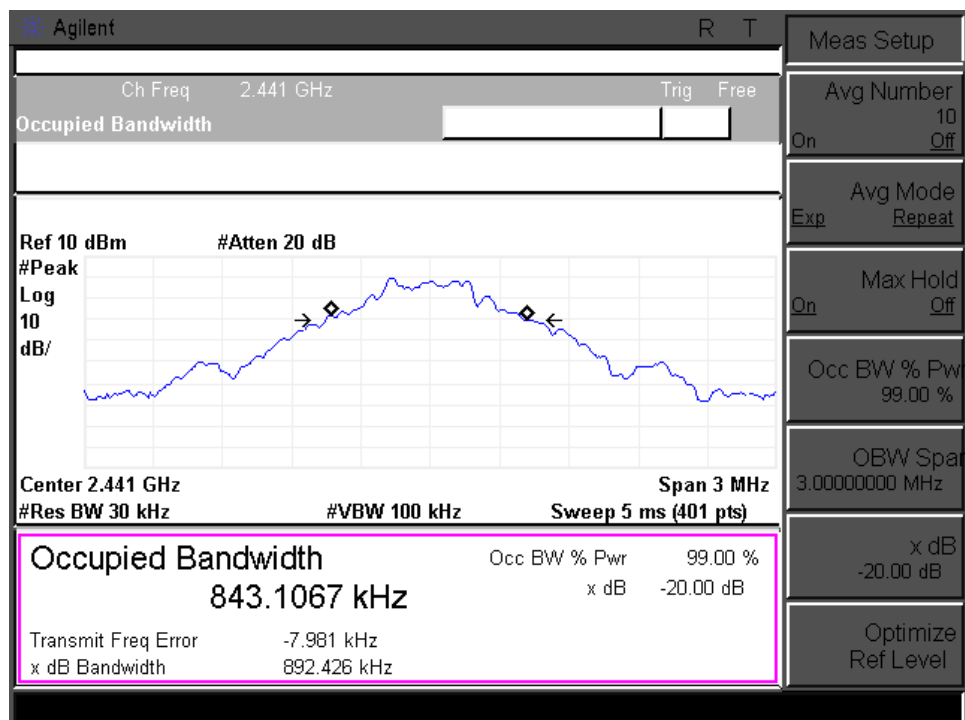 Agilent R T
Ch Freq 2.441 GHz Trig Free
Occupied Bandwidth
Ref 10 dBm #Atten 20 dB
#Peak
Log
10
dB/
Center 2.441 GHz Span 3 MHz
#Res BW 30 kHz #VBW 100 kHz Sweep 5 ms (401 pts)
Occupied Bandwidth
843.1067 kHz
Occ BW % Pwr 99.00 %
x dB -20.00 dB
Transmit Freq Error -7.981 kHz
x dB Bandwidth 892.426 kHz
Meas Setup
Avg Number
10
On Off
Avg Mode
Exp Repeat
Max Hold
On Off
Occ BW % Pwr
99.00 %
OBW Span
3.00000000 MHz
x dB
-20.00 dB
Optimize
Ref Level